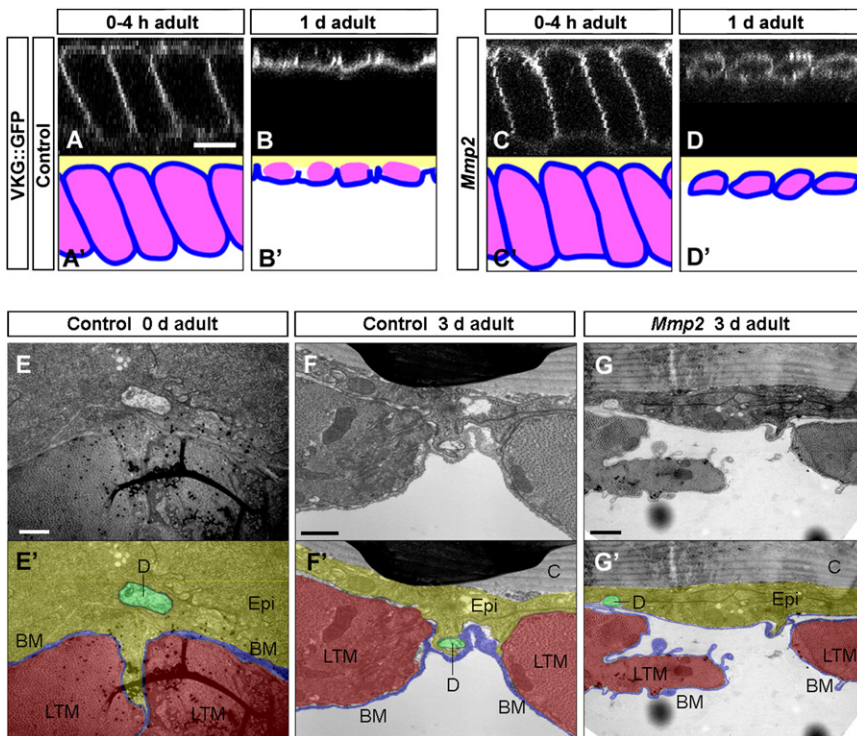 0-4 h adult
1 d adult
0-4 h adult
1 d adult
VKG::GFP
Control
Mmp2
A
B
C
D
A'
B'
C'
D'
Control 0 d adult
Control 3 d adult
Mmp2 3 d adult
E
F
G
E'
D
Epi
BM
BM
LTM
LTM
F'
C
Epi
LTM
LTM
D
BM
BM
G'
C
D
Epi
LTM
LTM
BM
BM